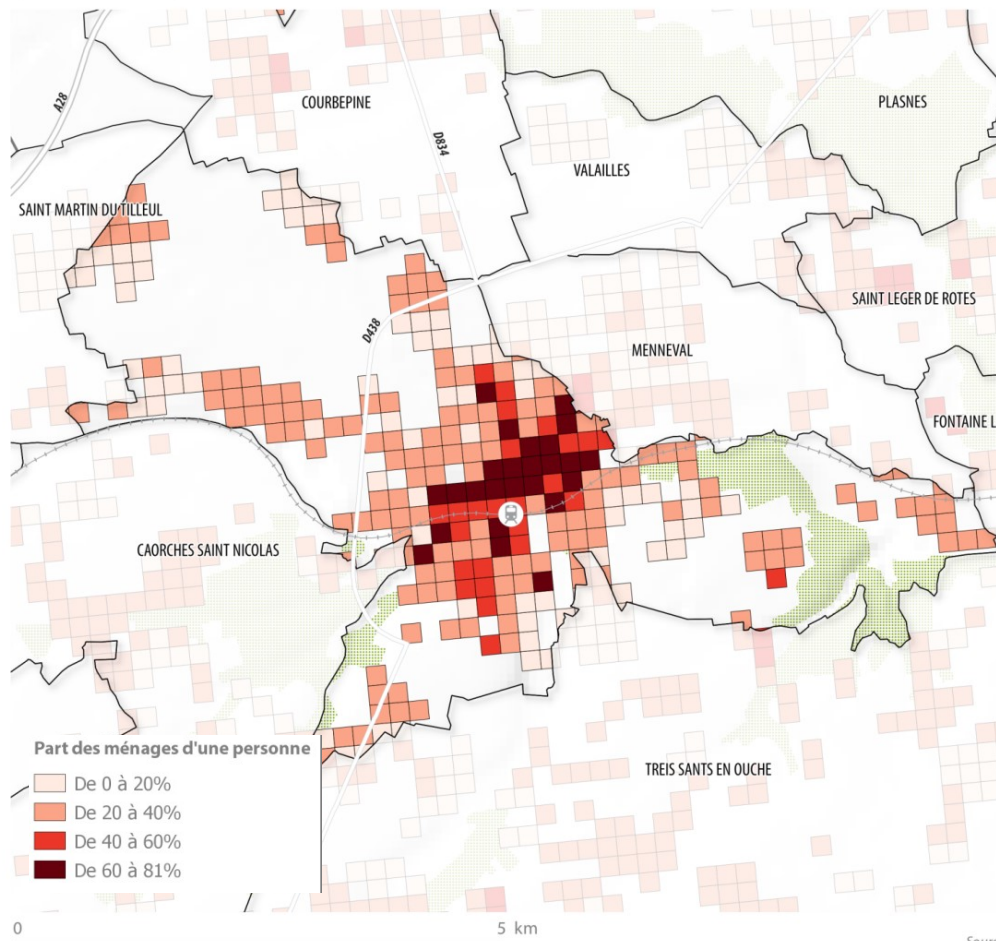 A28
COURBEPINE
PLASNES
D834
VALAILLES
SAINT MARTIN DU TILLEUL
SAINT LEGER DE ROTES
D438
MENNEVAL
FONTAINE L
CAORCHES SAINT NICOLAS
Part des ménages d'une personne
De 0 à 20%
De 20 à 40%
De 40 à 60%
De 60 à 81%
TREIS SANTS EN OUCHE
0
5 km
Sour